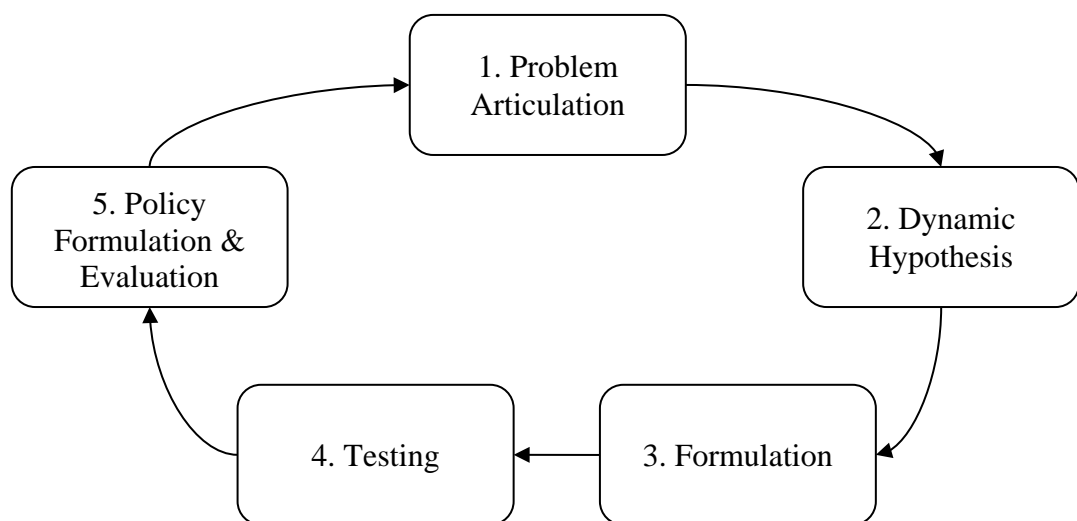 1. Problem
Articulation
2. Dynamic
Hypothesis
3. Formulation
4. Testing
5. Policy
Formulation &
Evaluation